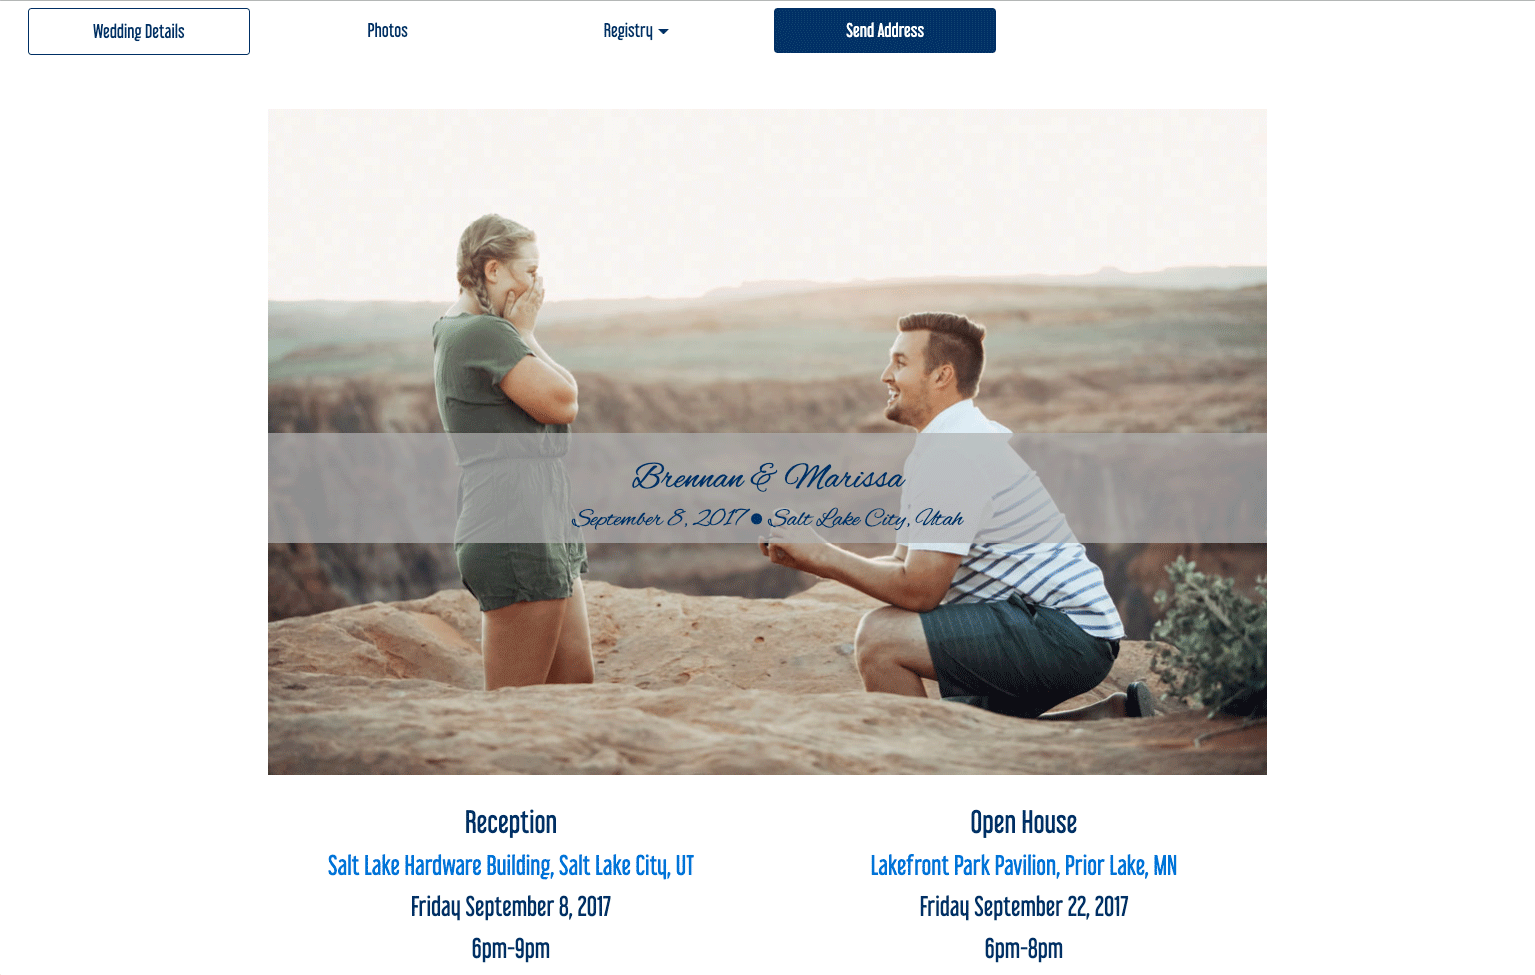 Wedding Details
Photos
Registry
Send Address
Brennan & Marissa
September 8, 2017 ● Salt Lake City, Utah
Reception
Salt Lake Hardware Building, Salt Lake City, UT
Friday September 8, 2017
6pm-9pm
Open House
Lakefront Park Pavilion, Prior Lake, MN
Friday September 22, 2017
6pm-8pm